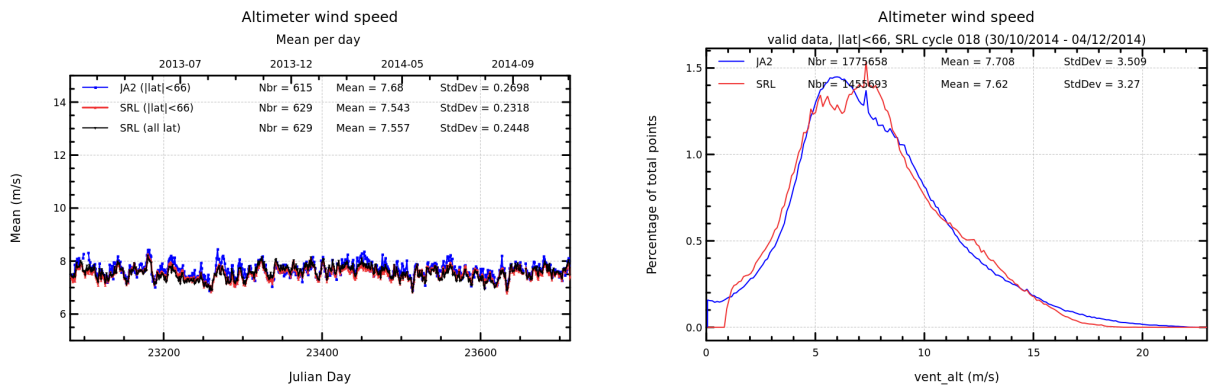 Altimeter wind speed
Mean per day
2013-07 2013-12 2014-05 2014-09
JA2 (|lat|<66) Nbr = 615 Mean = 7.68 StdDev = 0.2698
SRL (|lat|<66) Nbr = 629 Mean = 7.543 StdDev = 0.2318
SRL (all lat) Nbr = 629 Mean = 7.557 StdDev = 0.2448
14
12
10
8
6
Mean (m/s)
23200 23400 23600
Julian Day
Altimeter wind speed
valid data, |lat|<66, SRL cycle 018 (30/10/2014 - 04/12/2014)
JA2 Nbr = 1775658 Mean = 7.708 StdDev = 3.509
SRL Nbr = 1455693 Mean = 7.62 StdDev = 3.27
1.5
1.0
0.5
0.0
Percentage of total points
0 5 10 15 20
vent_alt (m/s)